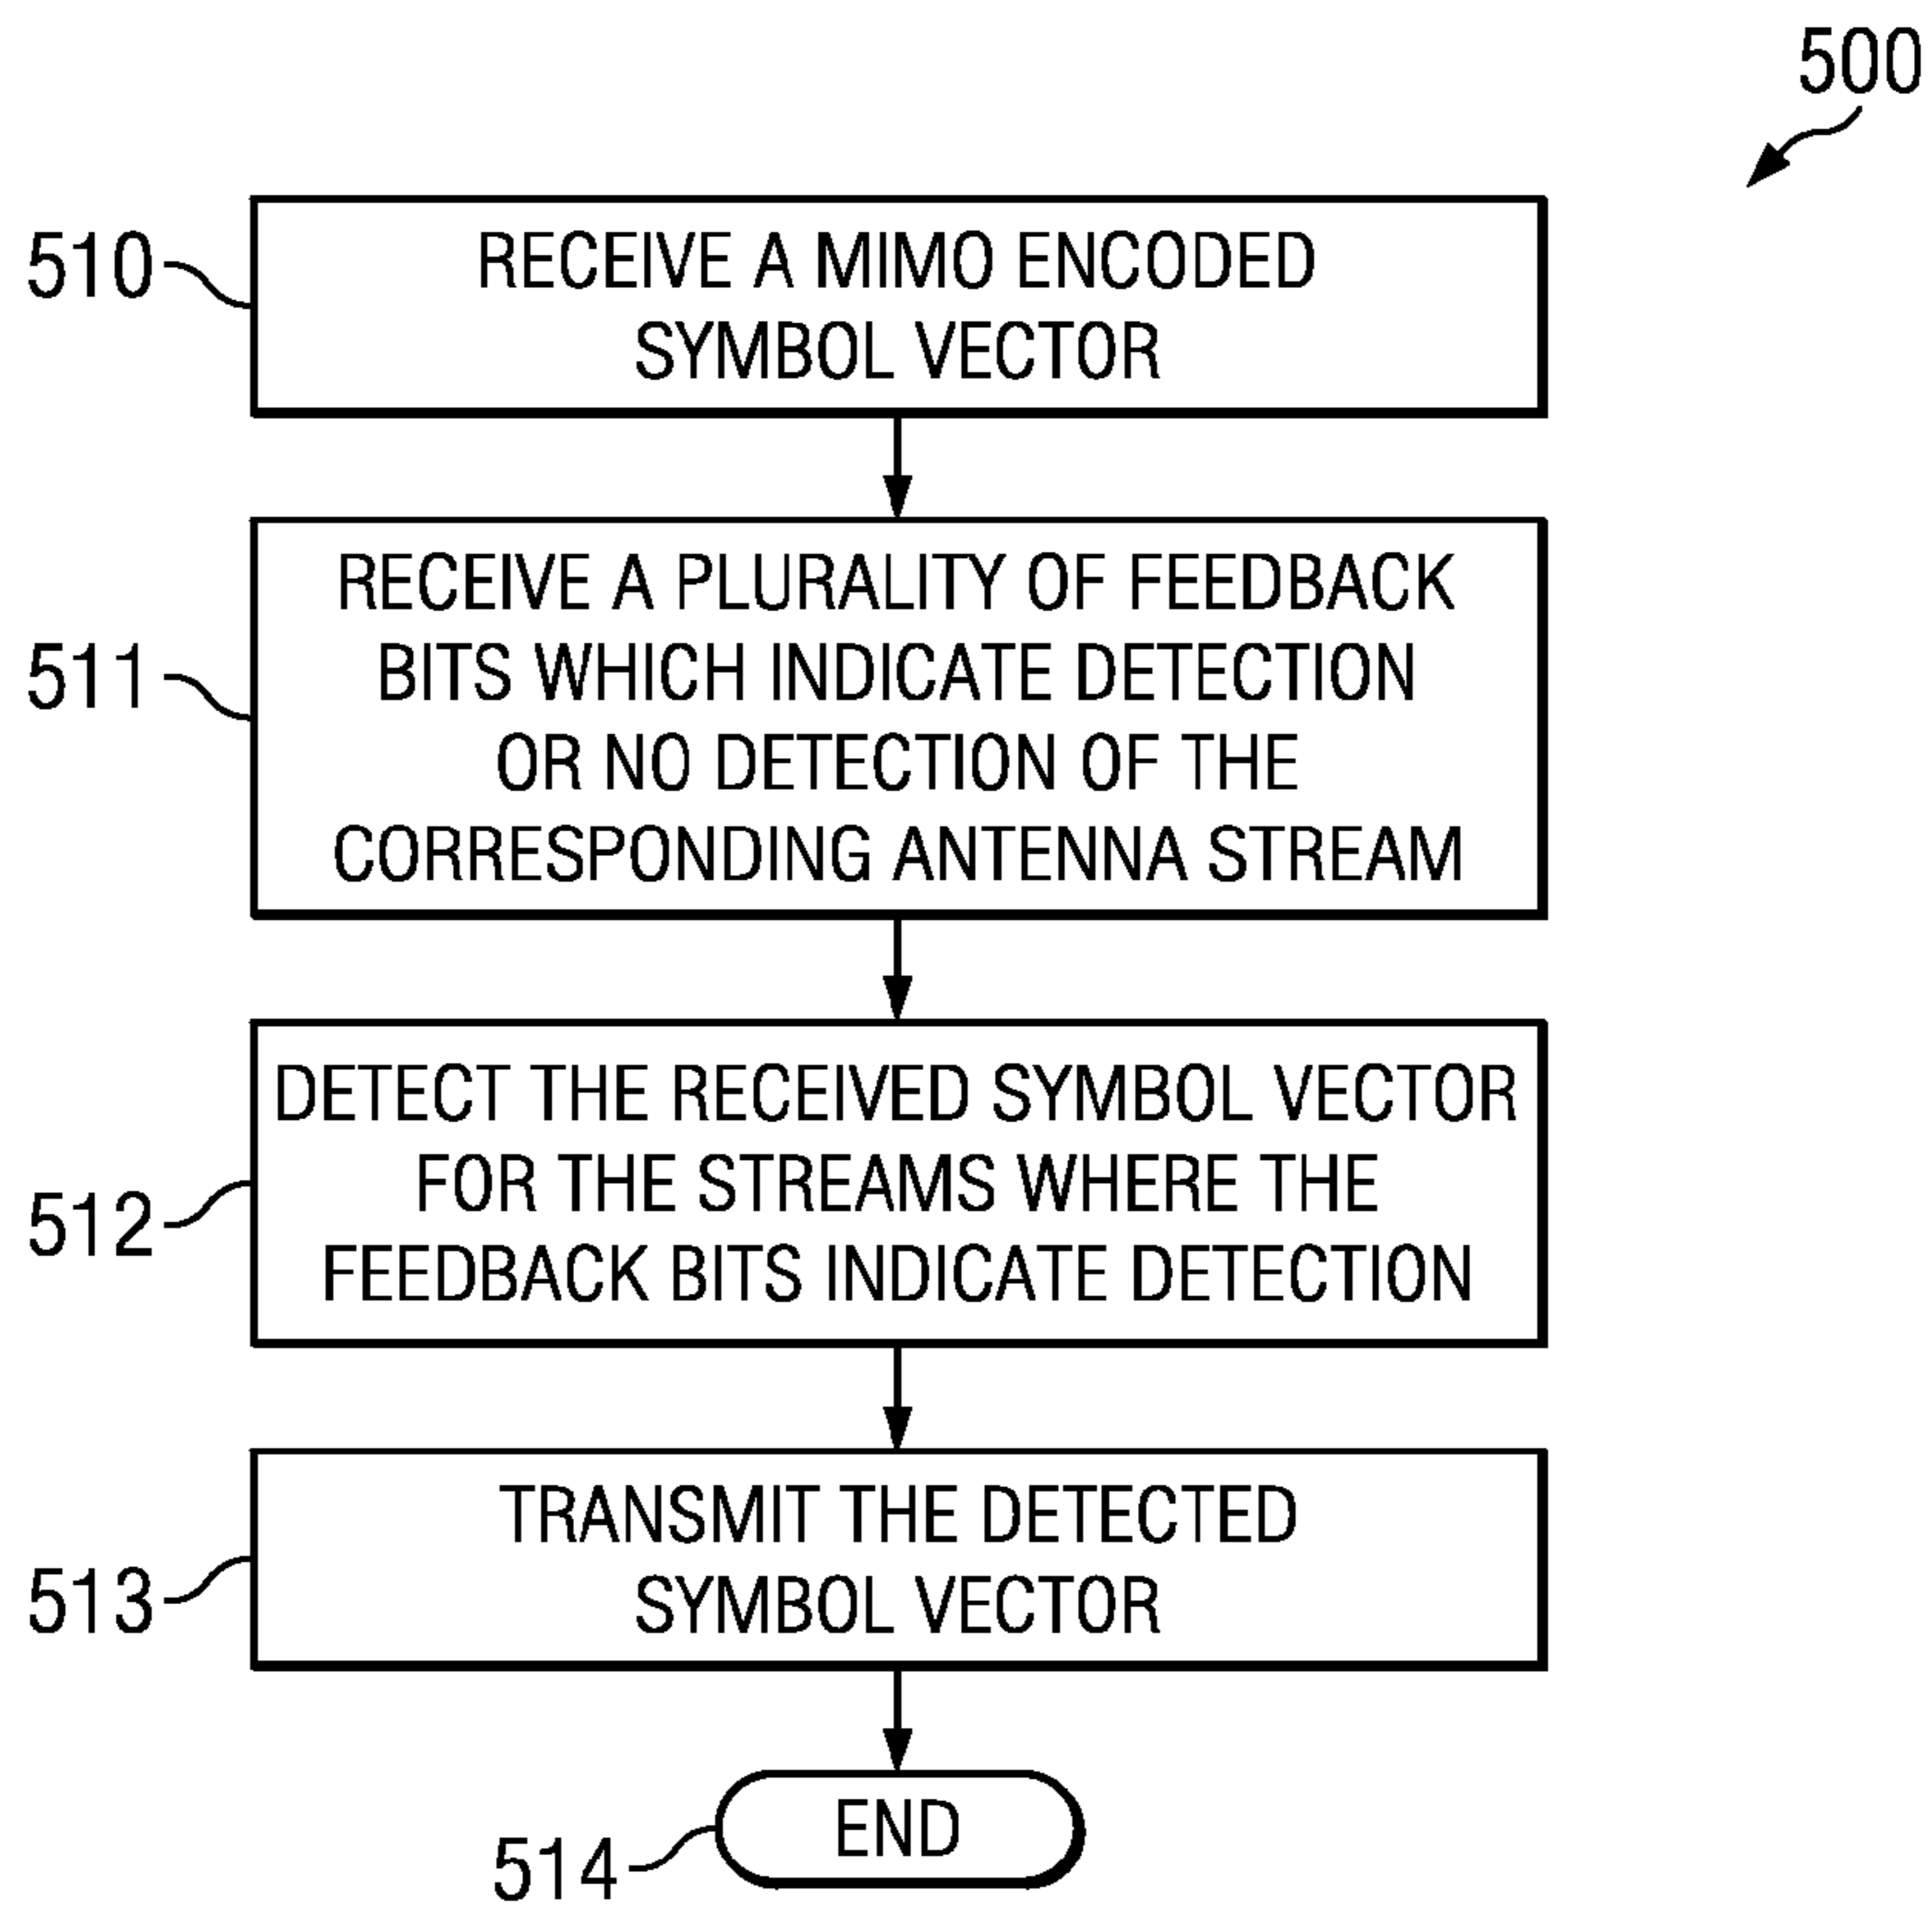 500
510
RECEIVE A MIMO ENCODED
SYMBOL VECTOR
511
RECEIVE A PLURALITY OF FEEDBACK
BITS WHICH INDICATE DETECTION
OR NO DETECTION OF THE
CORRESPONDING ANTENNA STREAM
512
DETECT THE RECEIVED SYMBOL VECTOR
FOR THE STREAMS WHERE THE
FEEDBACK BITS INDICATE DETECTION
513
TRANSMIT THE DETECTED
SYMBOL VECTOR
514
END